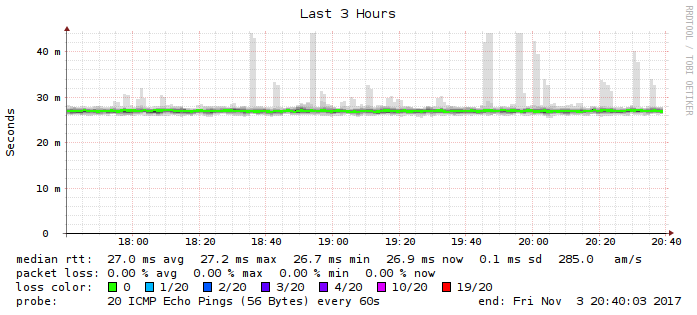 Last 3 Hours
RRDTOOL / TOBI OETIKER
Seconds
40 m
30 m
20 m
10 m
0
18:00 18:20 18:40 19:00 19:20 19:40 20:00 20:20 20:40
median rtt: 27.0 ms avg 27.2 ms max 26.7 ms min 26.9 ms now 0.1 ms sd 285.0 am/s
packet loss: 0.00 % avg 0.00 % max 0.00 % min 0.00 % now
loss color: 0 1/20 2/20 3/20 4/20 10/20 19/20
probe: 20 ICMP Echo Pings (56 Bytes) every 60s end: Fri Nov 3 20:40:03 2017